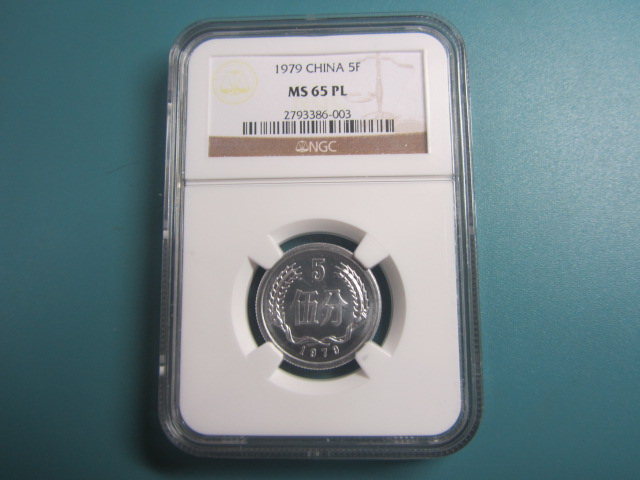 1979 CHINA 5F
MS 65 PL
2793386-003
NGC
5
伍分
1979